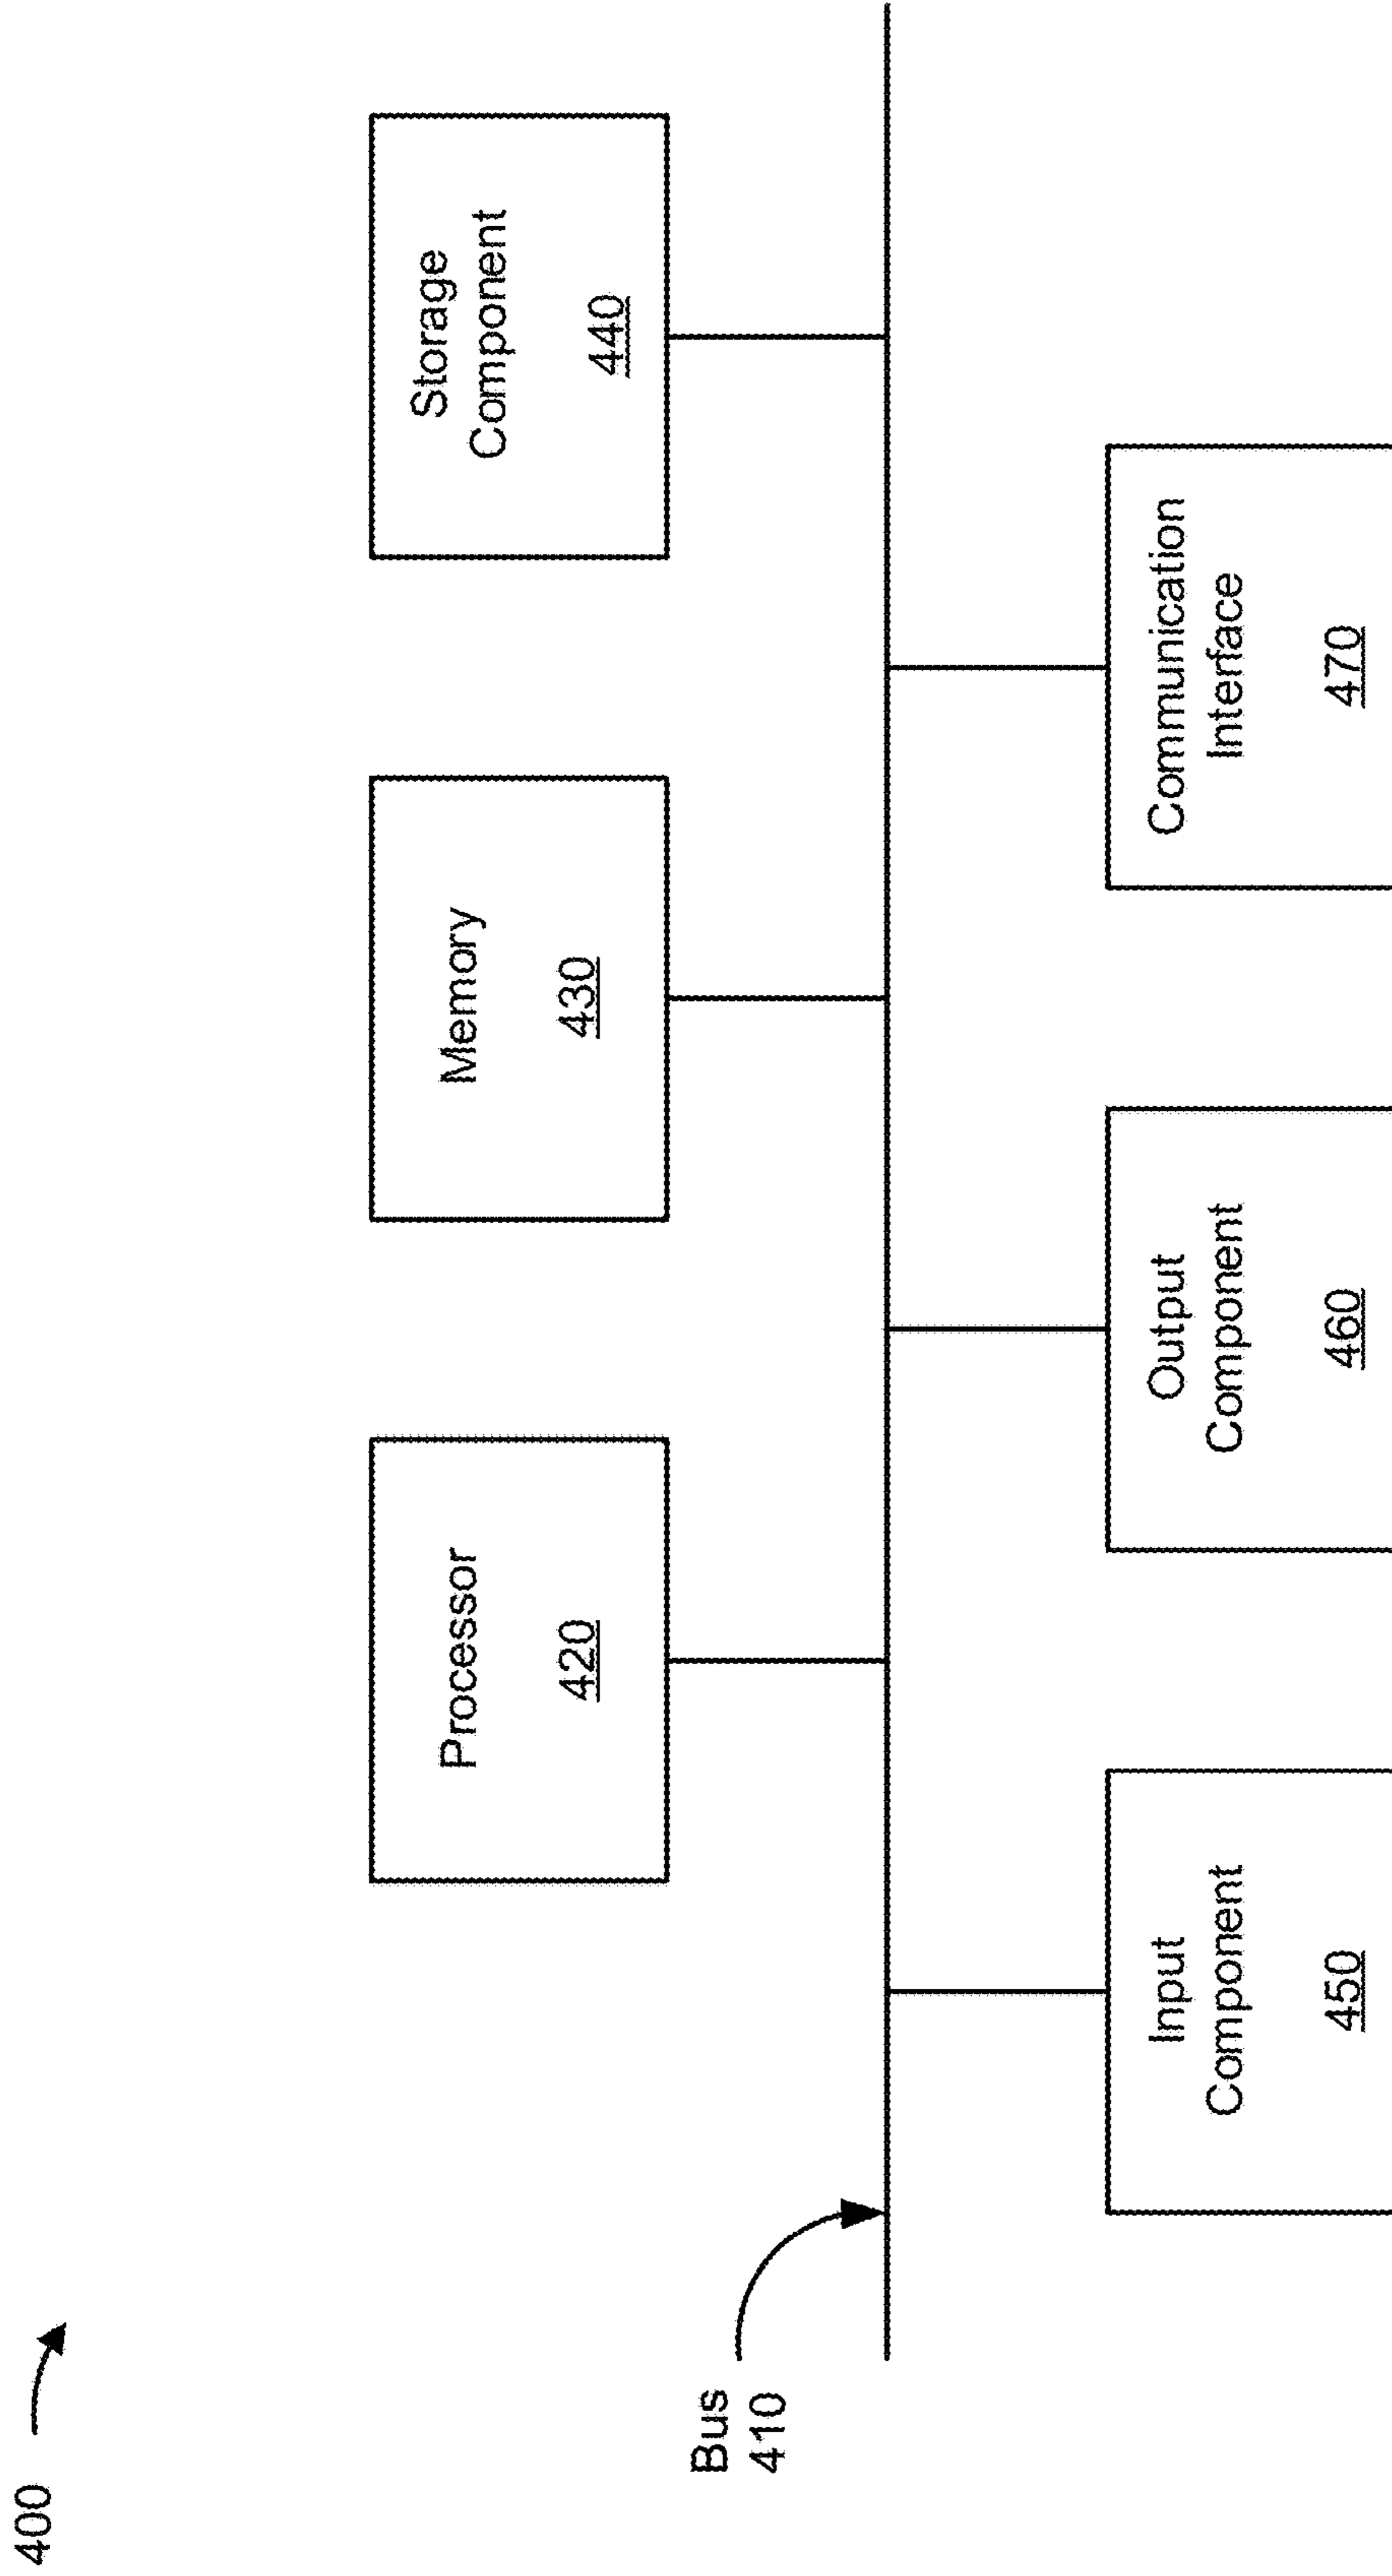 400
Processor
420
Memory
430
Storage
Component
440
Bus
410
Input
Component
450
Output
Component
460
Communication
Interface
470